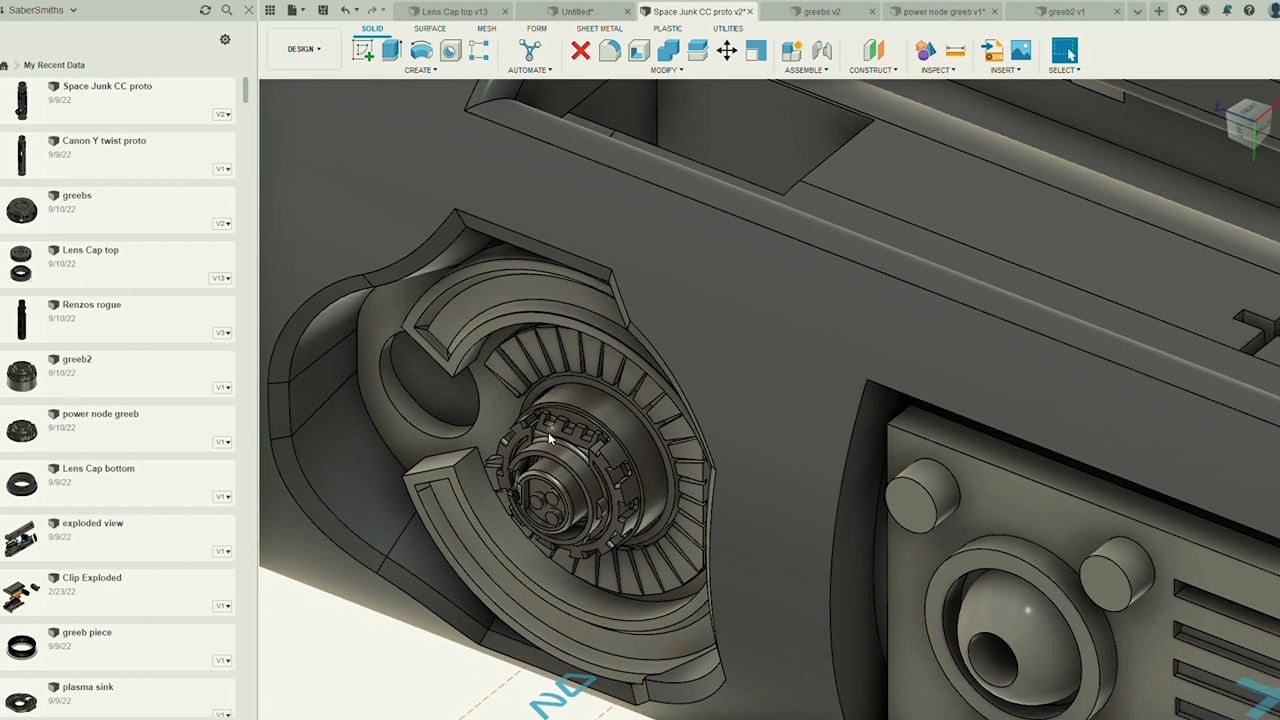 SaberSmiths
Lens Cap top v13
Untitled*
Space Junk CC proto v2*
greebs v2
power node greeb v1*
greeb2 v1
SOLID
SURFACE
FORM
SHEET METAL
PLASTIC
UTILITIES
DESIGN
CREATE
AUTOMATE
MODIFY
ASSEMBLE
CONSTRUCT
INSPECT
INSERT
SELECT
My Recent Data
Space Junk CC proto
9/9/22
V2
Canon Y twist proto
9/9/22
V1
greebs
9/10/22
V2
Lens Cap top
9/10/22
V13
Renzos rogue
9/10/22
V3
greeb2
9/10/22
V1
power node greeb
9/10/22
V1
Lens Cap bottom
9/9/22
V1
exploded view
9/9/22
V1
Clip Exploded
2/23/22
V1
greeb piece
9/9/22
V1
plasma sink
9/9/22
V1
Z